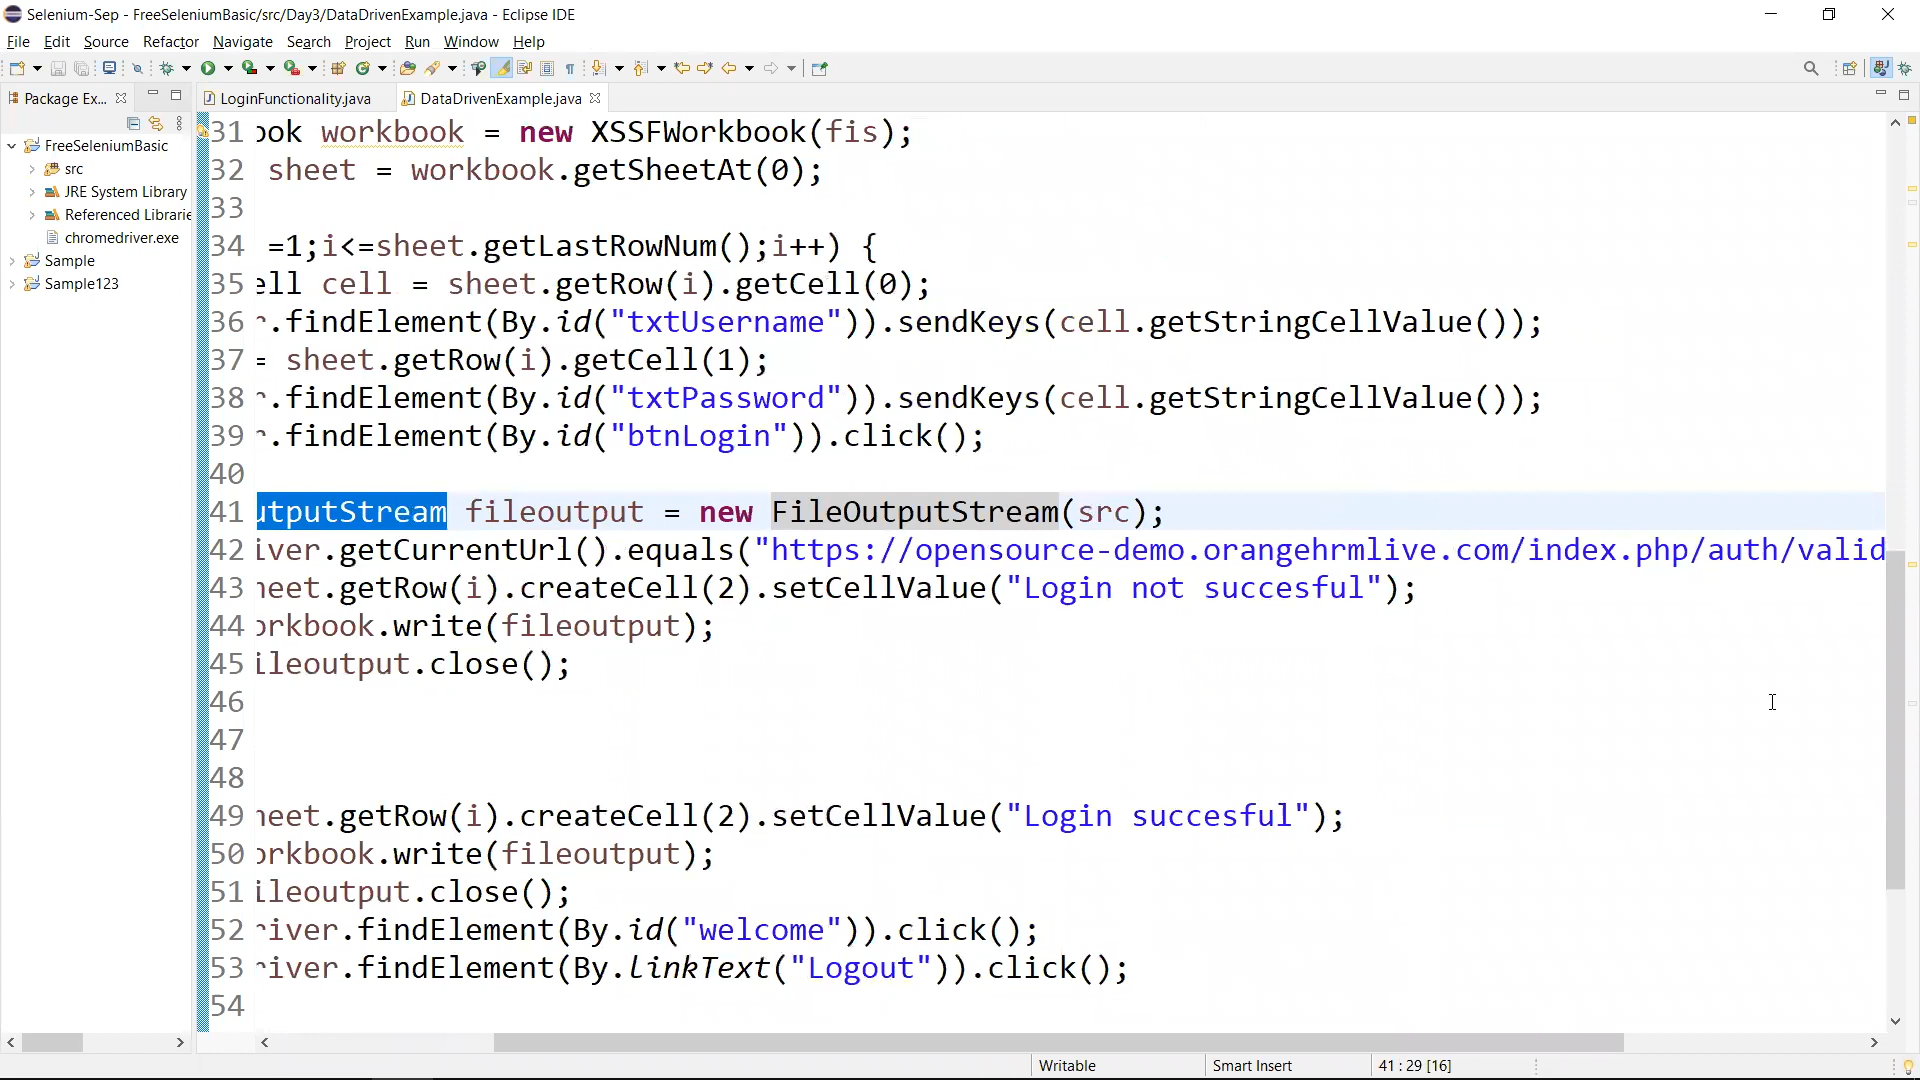 Selenium-Sep - FreeSeleniumBasic/src/Day3/DataDrivenExample.java - Eclipse IDE
File Edit Source Refactor Navigate Search Project Run Window Help
Package Ex...
LoginFunctionality.java
DataDrivenExample.java
FreeSeleniumBasic
src
JRE System Library
Referenced Librarie
chromedriver.exe
Sample
Sample123
31 ook workbook = new XSSFWorkbook(fis);
32 sheet = workbook.getSheetAt(0);
33
34 =1;i<=sheet.getLastRowNum();i++) {
35 ell cell = sheet.getRow(i).getCell(0);
36 r.findElement(By.id("txtUsername")).sendKeys(cell.getStringCellValue());
37 = sheet.getRow(i).getCell(1);
38 r.findElement(By.id("txtPassword")).sendKeys(cell.getStringCellValue());
39 r.findElement(By.id("btnLogin")).click();
40
41 utputStream fileoutput = new FileOutputStream(src);
42 iver.getCurrentUrl().equals("https://opensource-demo.orangehrmlive.com/index.php/auth/valid
43 heet.getRow(i).createCell(2).setCellValue("Login not succesful");
44 orkbook.write(fileoutput);
45 ileoutput.close();
46
47
48
49 heet.getRow(i).createCell(2).setCellValue("Login succesful");
50 orkbook.write(fileoutput);
51 ileoutput.close();
52 river.findElement(By.id("welcome")).click();
53 river.findElement(By.linkText("Logout")).click();
54
Writable
Smart Insert
41 : 29 [16]